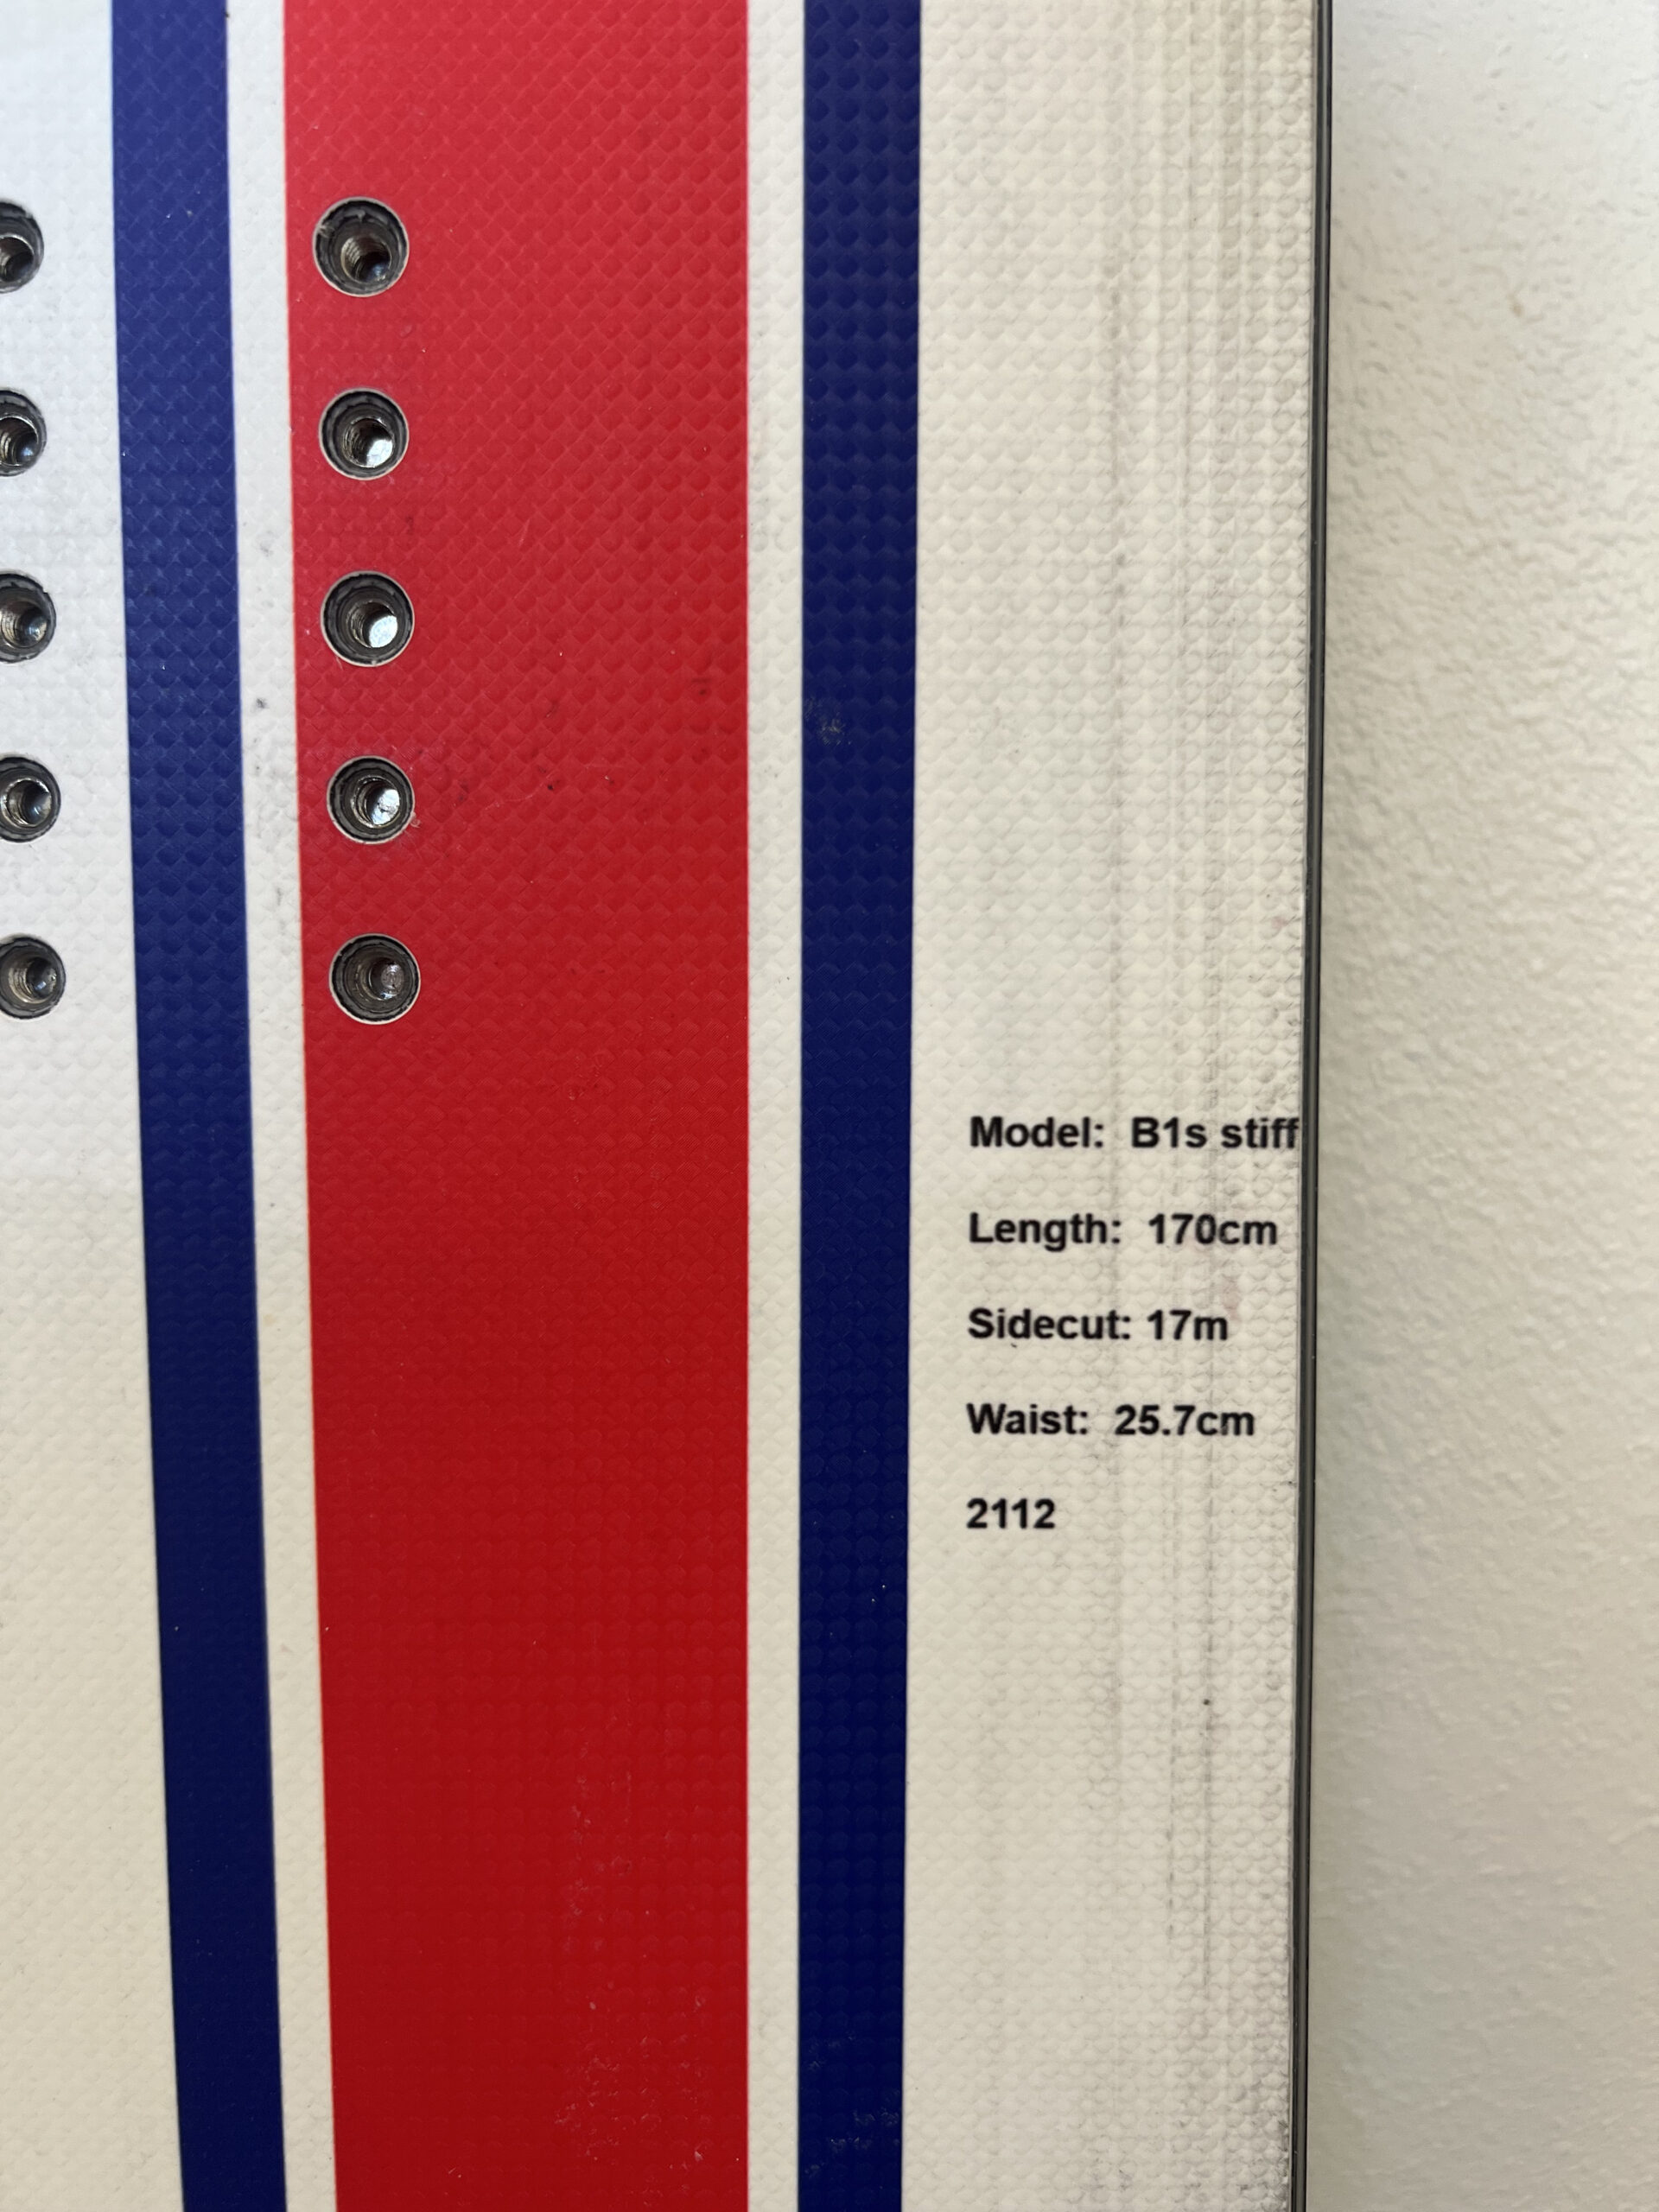 Model: B1s stiff
Length: 170cm
Sidecut: 17m
Waist: 25.7cm
2112